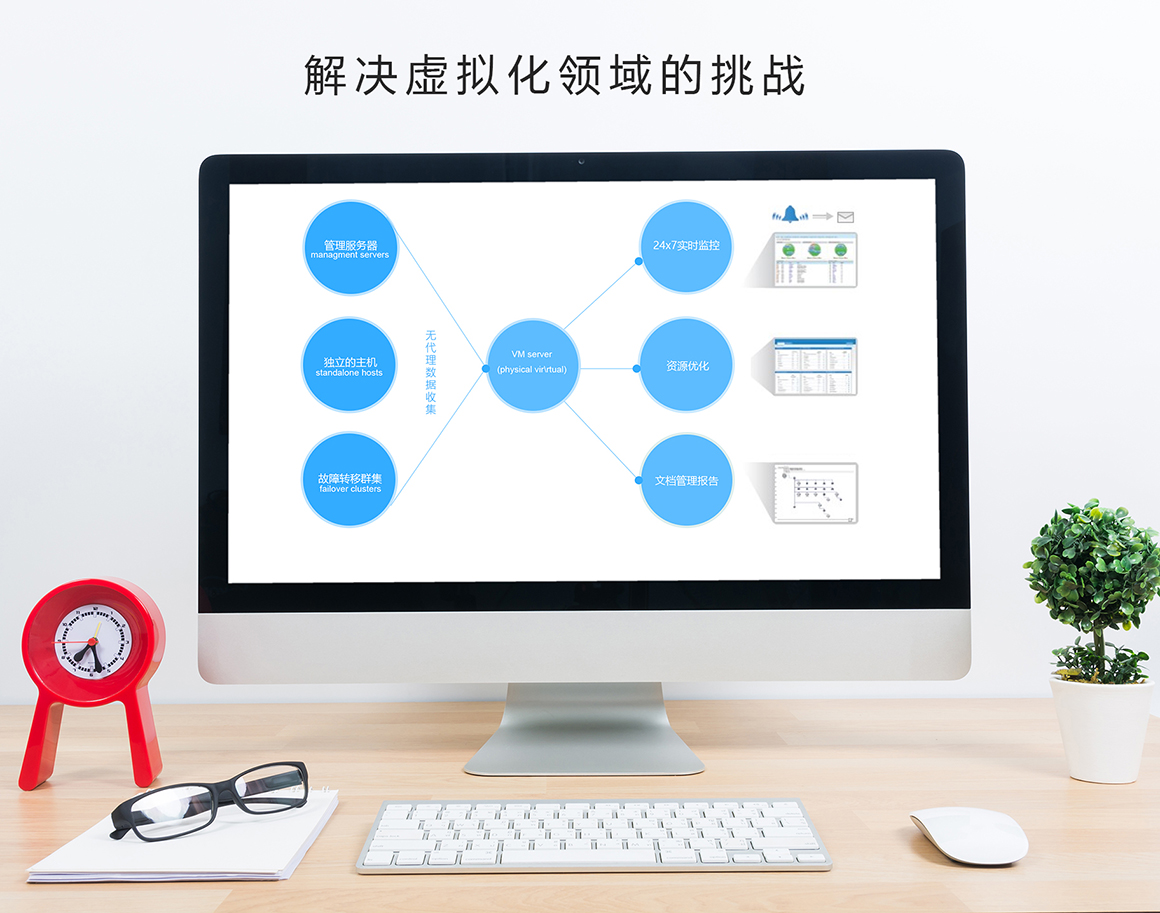 解决虚拟化领域的挑战
管理服务器
managment servers
独立的主机
standalone hosts
故障转移群集
failover clusters
无代理数据收集
VM server
(physical vir\rtual)
24x7实时监控
资源优化
文档管理报告